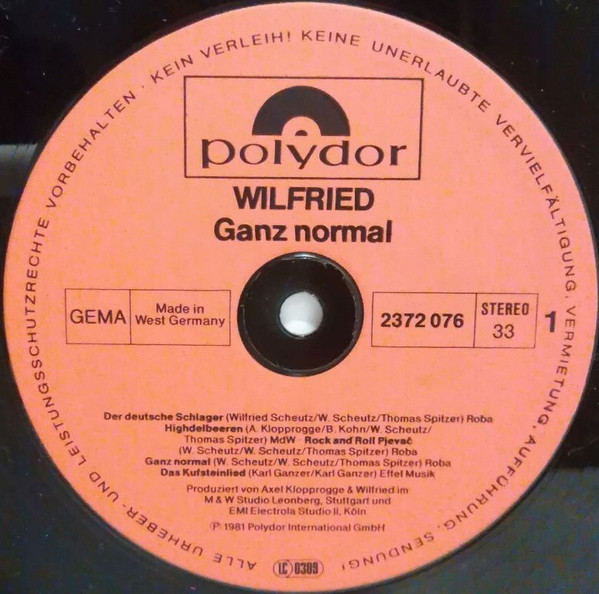 ALLE URHEBER- UND LEISTUNGSSCHUTZRECHTE VORBEHALTEN · KEIN VERLEIH! KEINE UNERLAUBTE VERVIELFÄLTIGUNG, VERMIETUNG, AUFFÜHRUNG, SENDUNG!
polydor
WILFRIED
Ganz normal
GEMA
Made in
West Germany
2372 076
STEREO
33
1
Der deutsche Schlager (Wilfried Scheutz/W. Scheutz/Thomas Spitzer) Roba
Highdelbeeren (A. Klopprogge/B. Kohn/W. Scheutz/
Thomas Spitzer) MdW · Rock and Roll Pjevač
(W. Scheutz/W. Scheutz/Thomas Spitzer) Roba
Ganz normal (W. Scheutz/W. Scheutz/Thomas Spitzer) Roba
Das Kufsteinlied (Karl Ganzer/Karl Ganzer) Effel Musik
Produziert von Axel Klopprogge & Wilfried im
M & W Studio Leonberg, Stuttgart und
EMI Electrola Studio II, Köln
℗ 1981 Polydor International GmbH
LC 0309